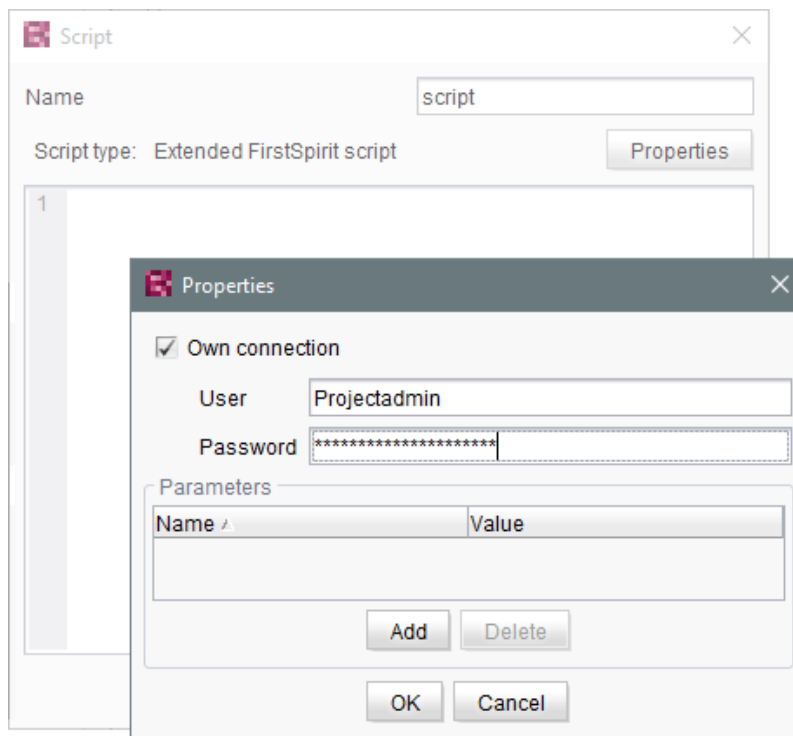 Script
Name script
Script type: Extended FirstSpirit script Properties
1
Properties
Own connection
User Projectadmin
Password *********************
Parameters
Name Value
Add Delete
OK Cancel